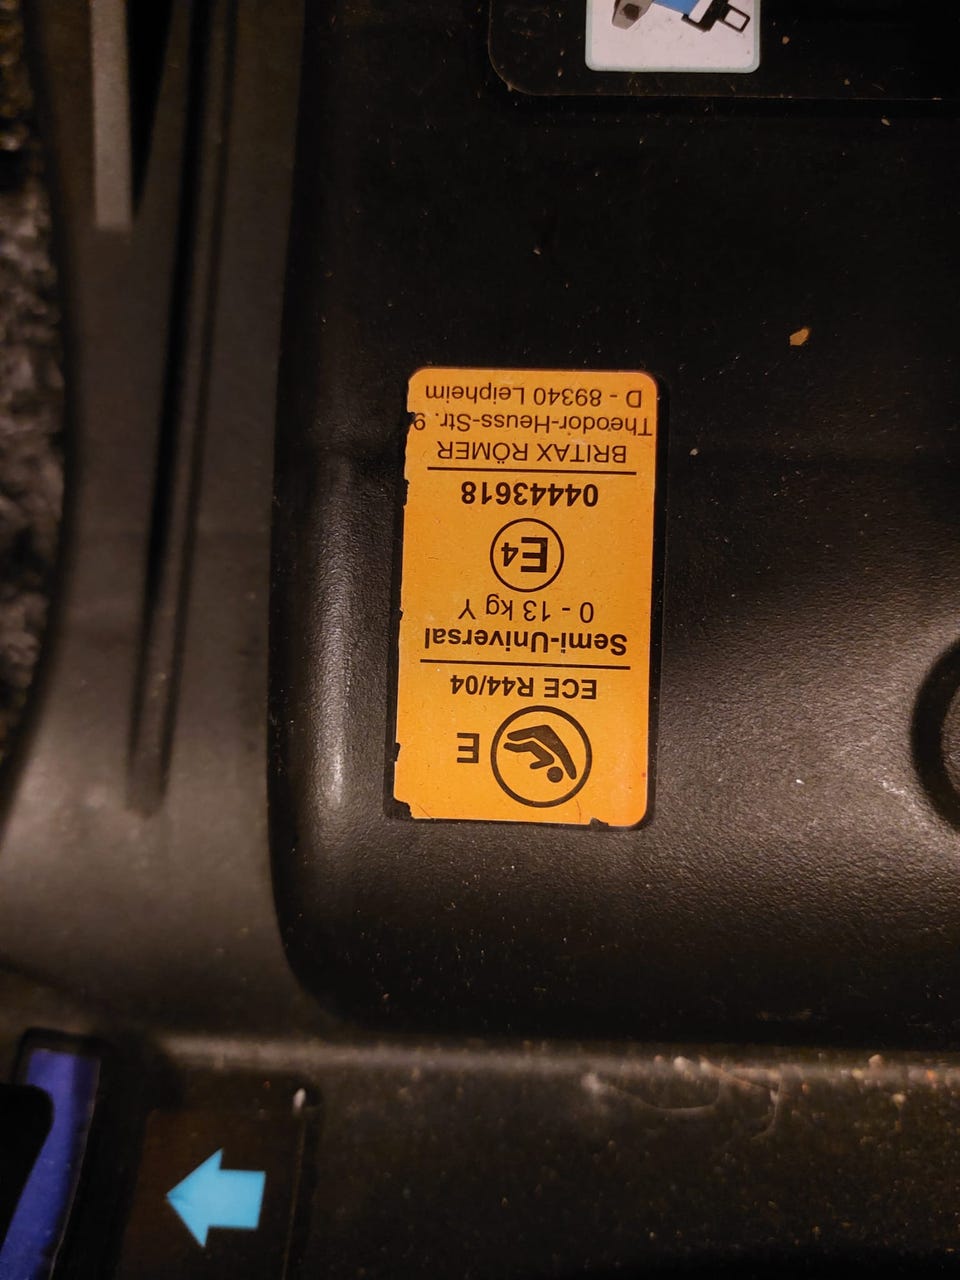 E
ECE R44/04
Semi-Universal
0 - 13 kg Y
E4
04443618
BRITAX RÖMER
Theodor-Heuss-Str. 9
D - 89340 Leipheim